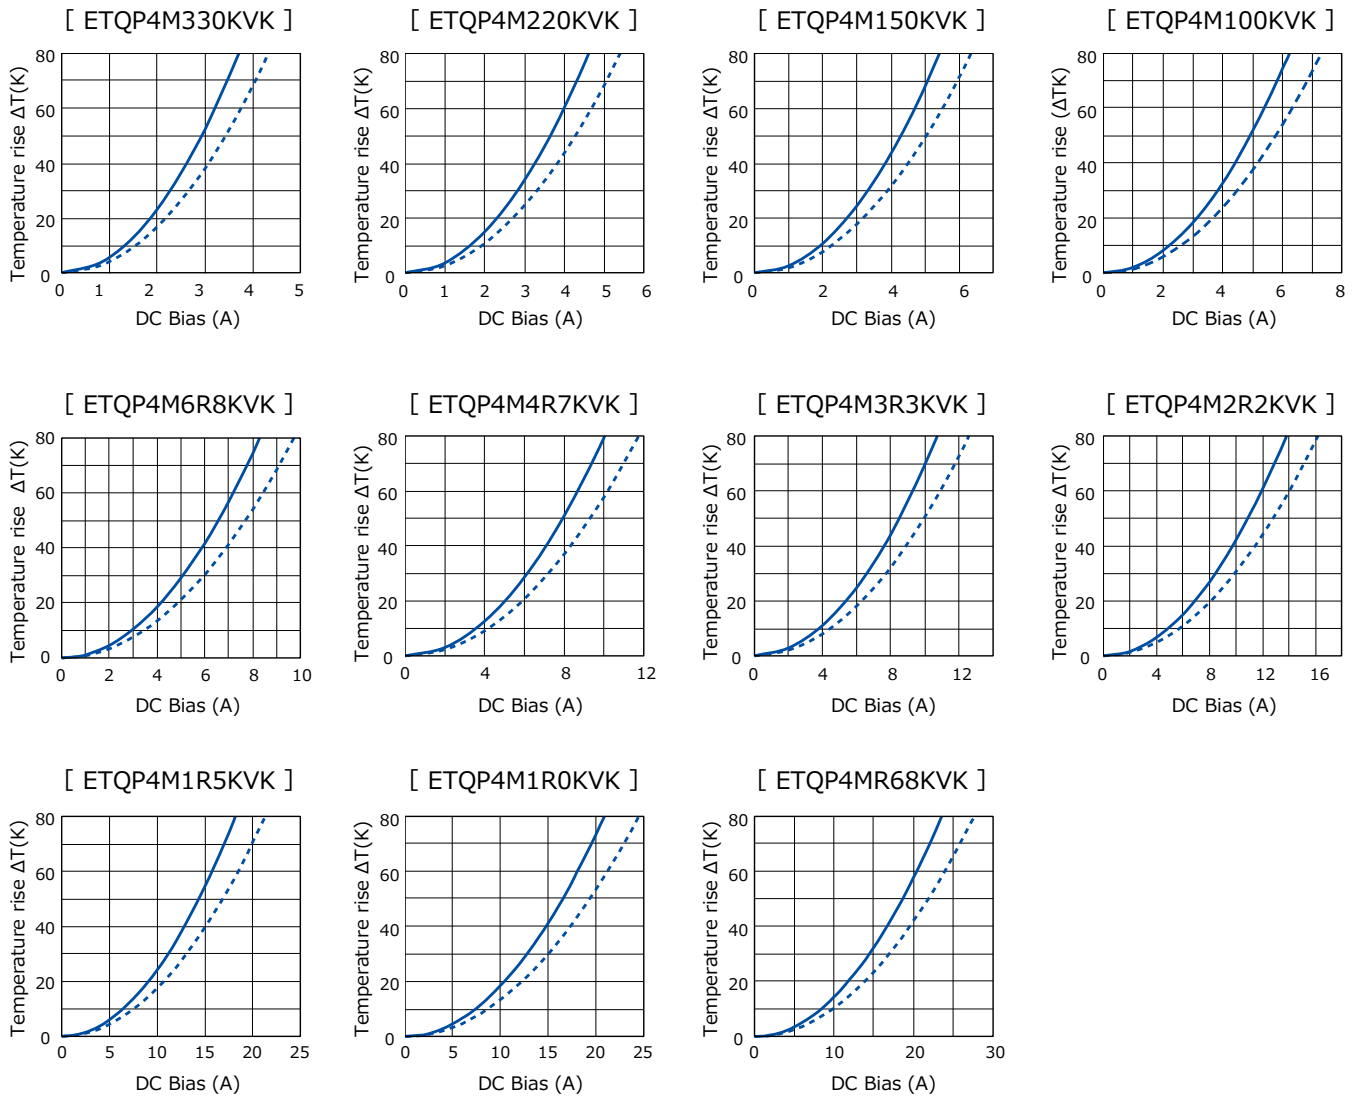 [ ETQP4M330KVK ]
Temperature rise ΔT(K)
80
60
40
20
0
0 1 2 3 4 5
DC Bias (A)
[ ETQP4M220KVK ]
Temperature rise ΔT(K)
80
60
40
20
0
0 1 2 3 4 5 6
DC Bias (A)
[ ETQP4M150KVK ]
Temperature rise ΔT(K)
80
60
40
20
0
0 2 4 6
DC Bias (A)
[ ETQP4M100KVK ]
Temperature rise (ΔTK)
80
60
40
20
0
0 2 4 6 8
DC Bias (A)
[ ETQP4M6R8KVK ]
Temperature rise ΔT(K)
80
60
40
20
0
0 2 4 6 8 10
DC Bias (A)
[ ETQP4M4R7KVK ]
Temperature rise ΔT(K)
80
60
40
20
0
0 4 8 12
DC Bias (A)
[ ETQP4M3R3KVK ]
Temperature rise ΔT(K)
80
60
40
20
0
0 4 8 12
DC Bias (A)
[ ETQP4M2R2KVK ]
Temperature rise ΔT(K)
80
60
40
20
0
0 4 8 12 16
DC Bias (A)
[ ETQP4M1R5KVK ]
Temperature rise ΔT(K)
80
60
40
20
0
0 5 10 15 20 25
DC Bias (A)
[ ETQP4M1R0KVK ]
Temperature rise ΔT(K)
80
60
40
20
0
0 5 10 15 20 25
DC Bias (A)
[ ETQP4MR68KVK ]
Temperature rise ΔT(K)
80
60
40
20
0
0 10 20 30
DC Bias (A)